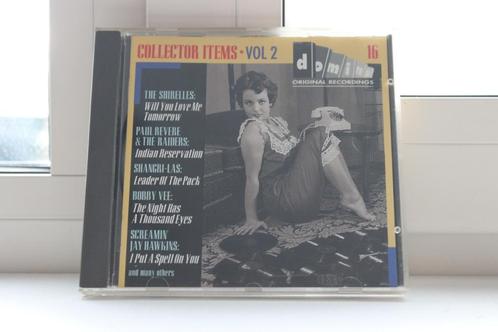 COLLECTOR ITEMS • VOL 2
domino 16
ORIGINAL RECORDINGS
THE SHIRELLES:
Will You Love Me
Tomorrow
PAUL REVERE
& THE RAIDERS:
Indian Reservation
SHANGRI-LAS:
Leader Of The Pack
BOBBY VEE:
The Night Has
A Thousand Eyes
SCREAMIN'
JAY HAWKINS:
I Put A Spell On You
and many others